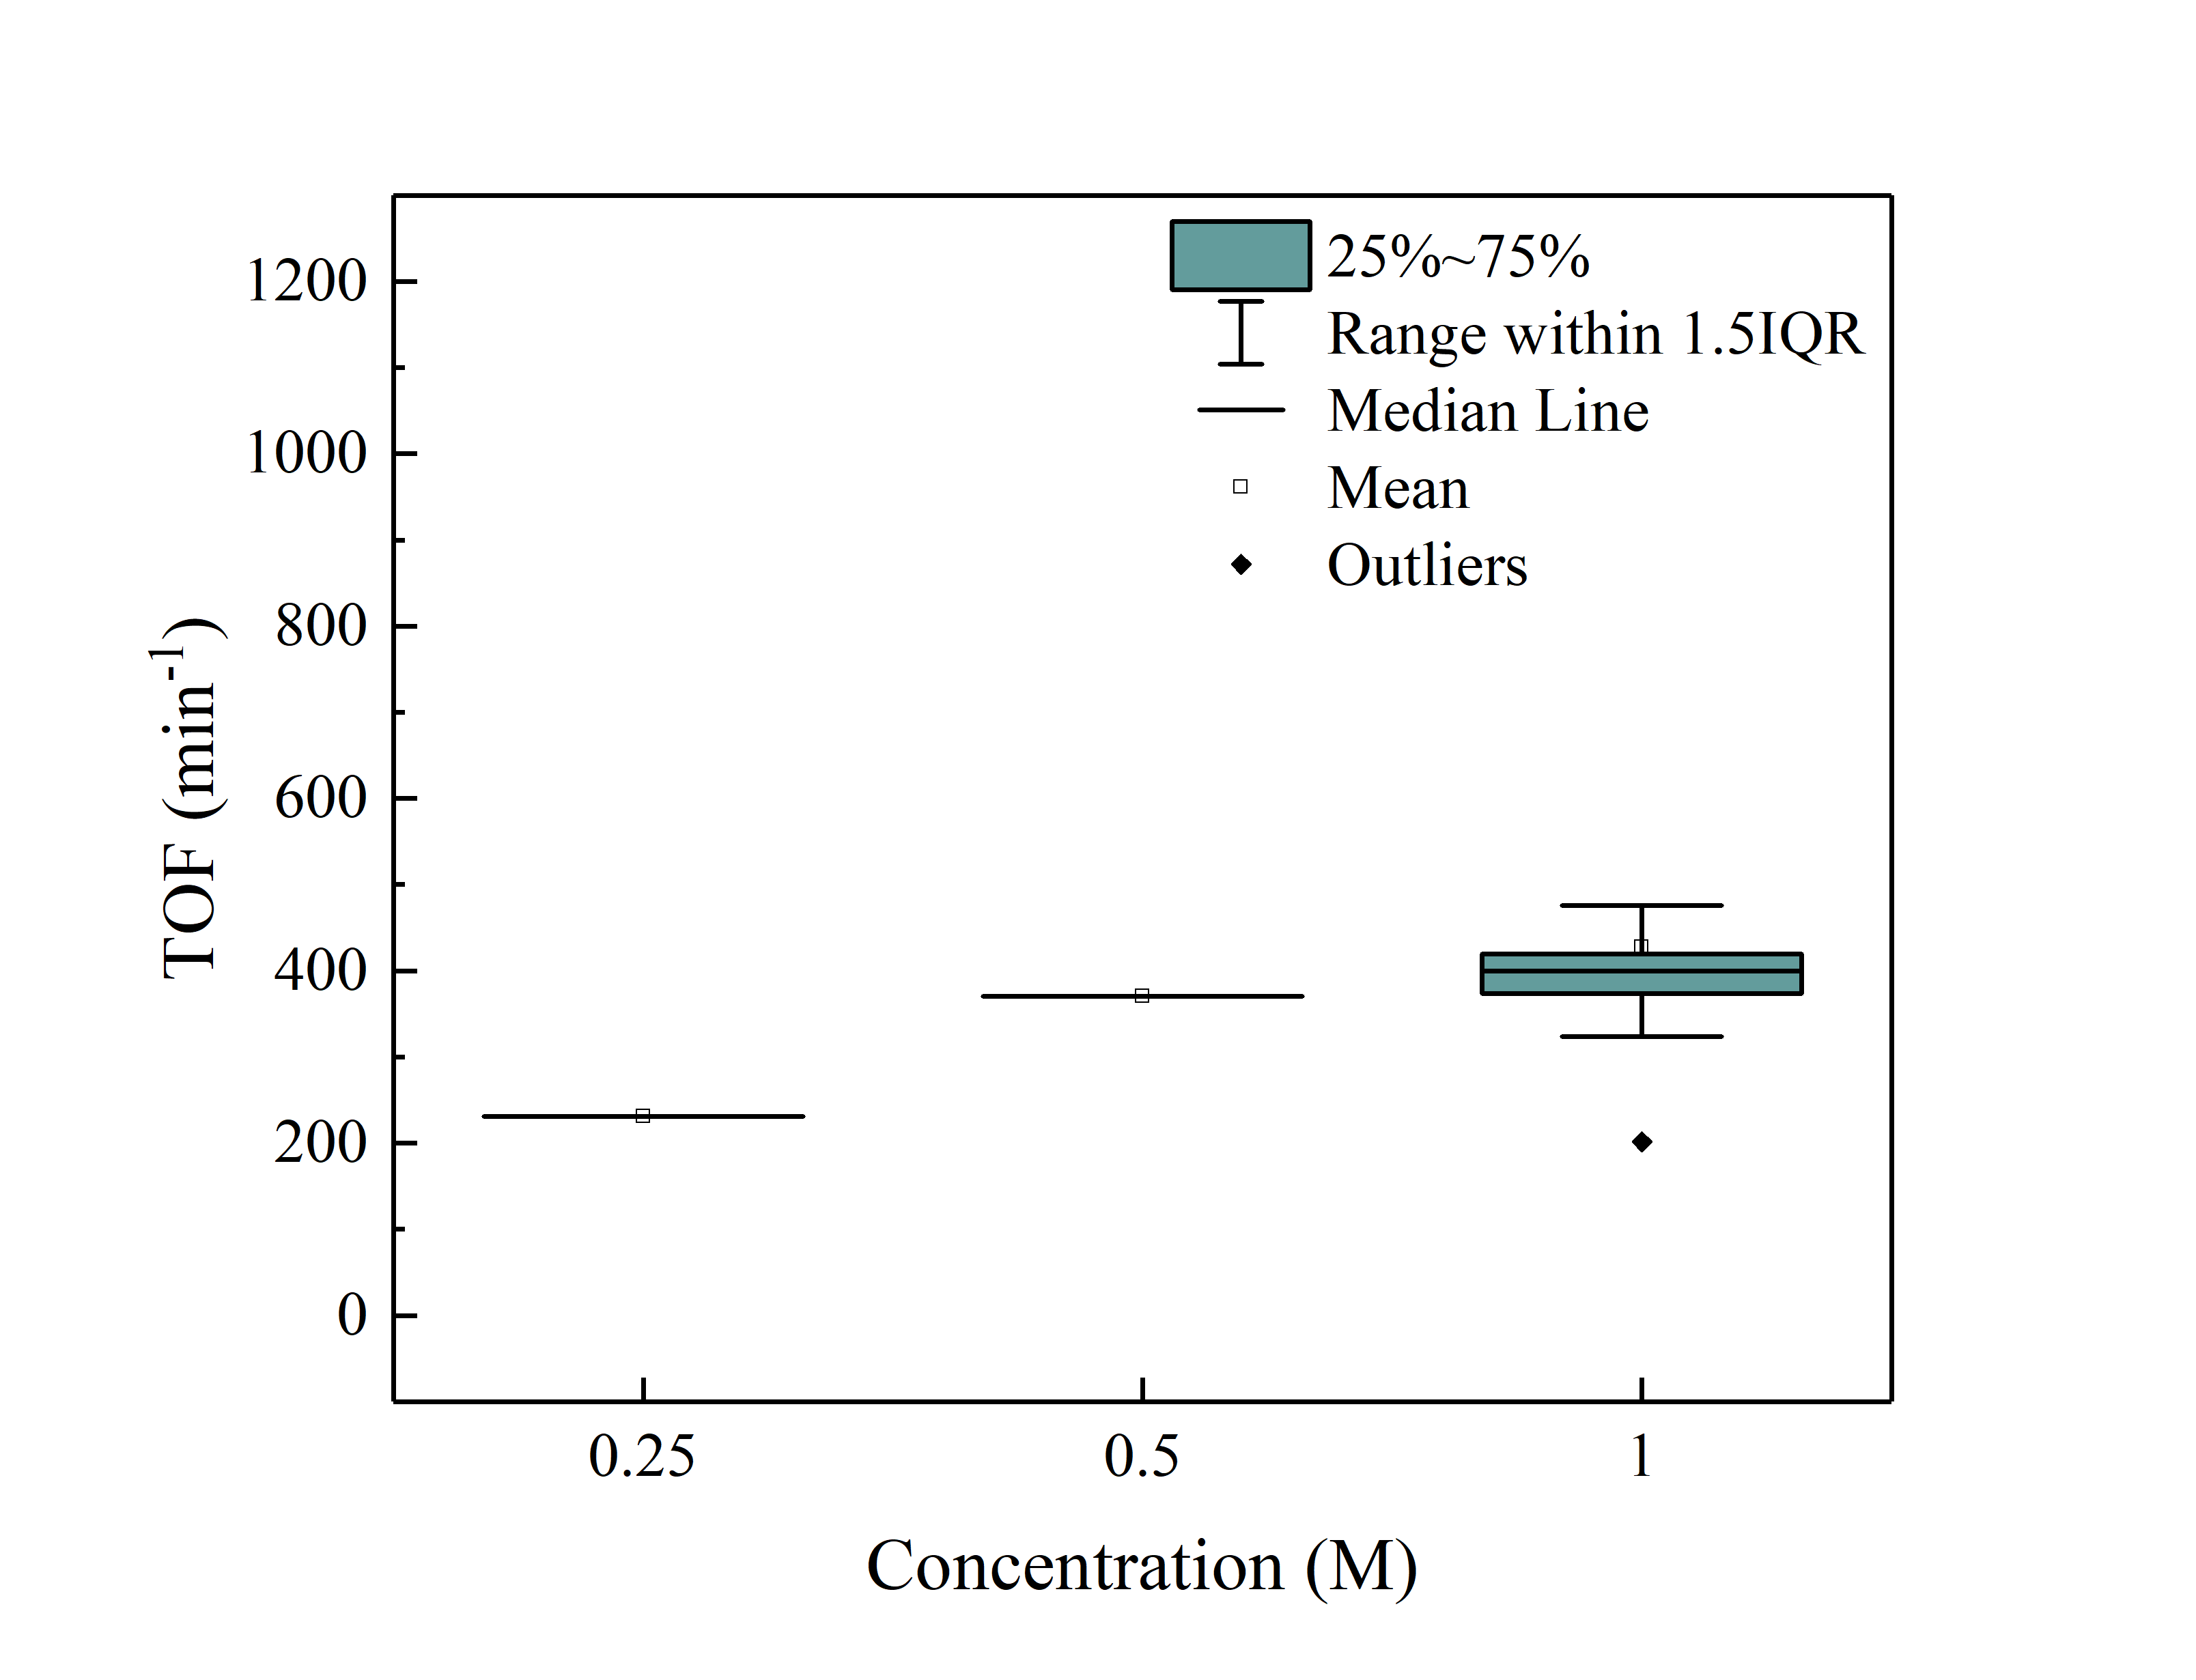 25%~75%
Range within 1.5IQR
Median Line
Mean
Outliers
1200
1000
800
600
400
200
0
TOF (min⁻¹)
0.25 0.5 1
Concentration (M)